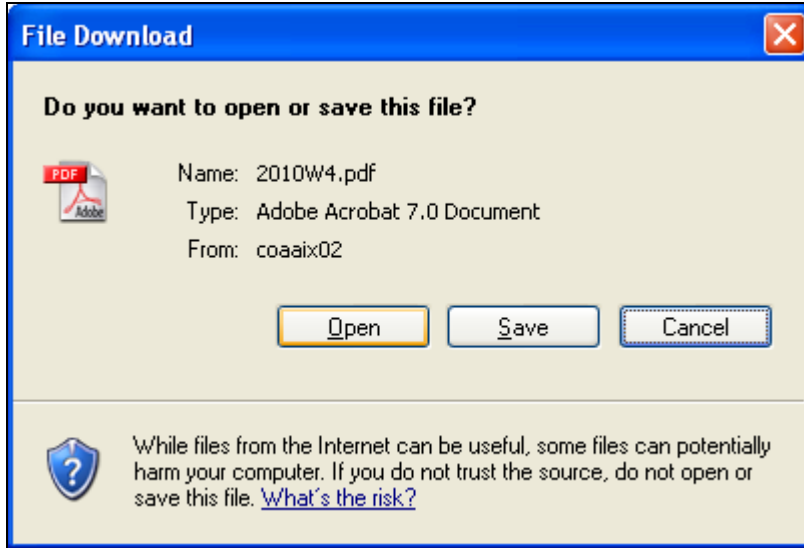 File Download
Do you want to open or save this file?
PDF
Adobe
Name: 2010W4.pdf
Type: Adobe Acrobat 7.0 Document
From: coaaix02
Open Save Cancel
While files from the Internet can be useful, some files can potentially
harm your computer. If you do not trust the source, do not open or
save this file. What's the risk?